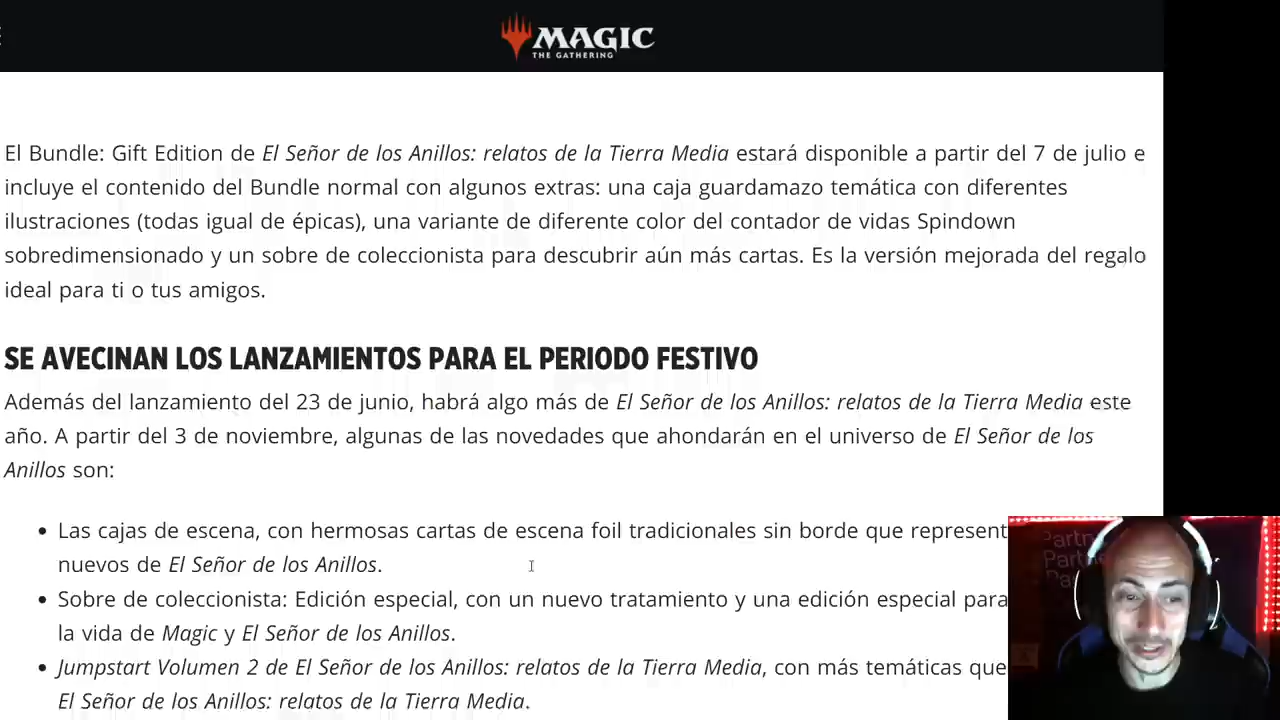 MAGIC
THE GATHERING
El Bundle: Gift Edition de El Señor de los Anillos: relatos de la Tierra Media estará disponible a partir del 7 de julio e
incluye el contenido del Bundle normal con algunos extras: una caja guardamazo temática con diferentes
ilustraciones (todas igual de épicas), una variante de diferente color del contador de vidas Spindown
sobredimensionado y un sobre de coleccionista para descubrir aún más cartas. Es la versión mejorada del regalo
ideal para ti o tus amigos.
SE AVECINAN LOS LANZAMIENTOS PARA EL PERIODO FESTIVO
Además del lanzamiento del 23 de junio, habrá algo más de El Señor de los Anillos: relatos de la Tierra Media este
año. A partir del 3 de noviembre, algunas de las novedades que ahondarán en el universo de El Señor de los
Anillos son:
• Las cajas de escena, con hermosas cartas de escena foil tradicionales sin borde que represent
nuevos de El Señor de los Anillos.
• Sobre de coleccionista: Edición especial, con un nuevo tratamiento y una edición especial para
la vida de Magic y El Señor de los Anillos.
• Jumpstart Volumen 2 de El Señor de los Anillos: relatos de la Tierra Media, con más temáticas que
El Señor de los Anillos: relatos de la Tierra Media.